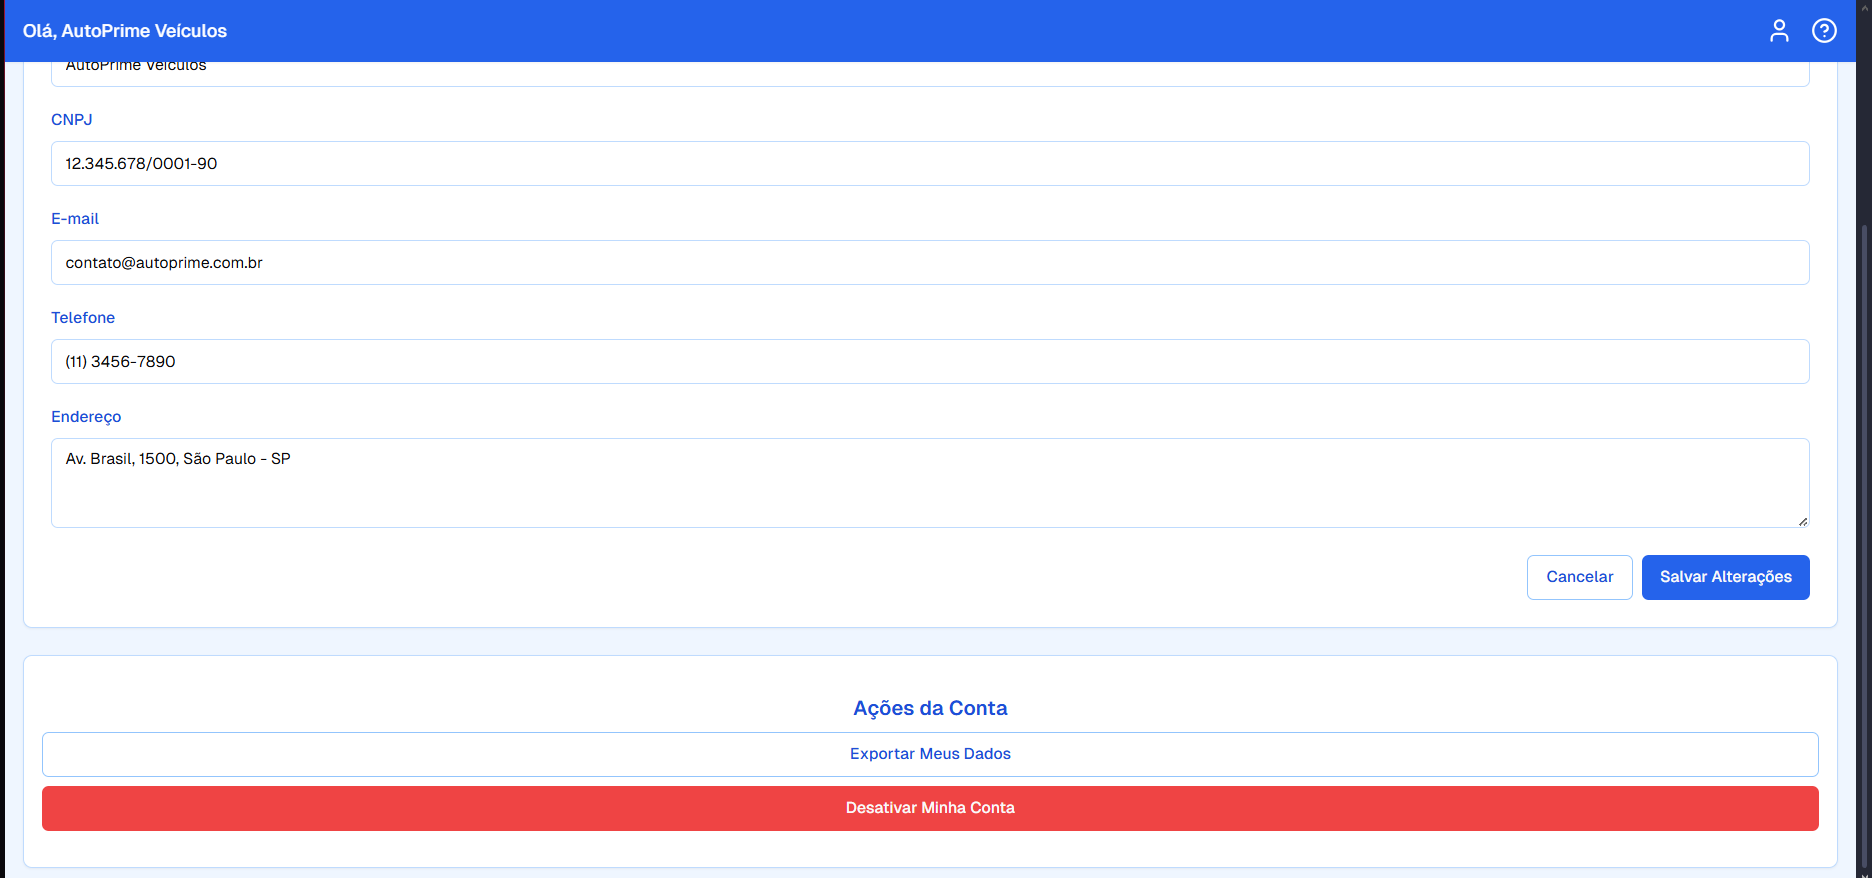 Olá, AutoPrime Veículos
AutoPrime Veículos
CNPJ
12.345.678/0001-90
E-mail
contato@autoprime.com.br
Telefone
(11) 3456-7890
Endereço
Av. Brasil, 1500, São Paulo - SP
Cancelar
Salvar Alterações
Ações da Conta
Exportar Meus Dados
Desativar Minha Conta